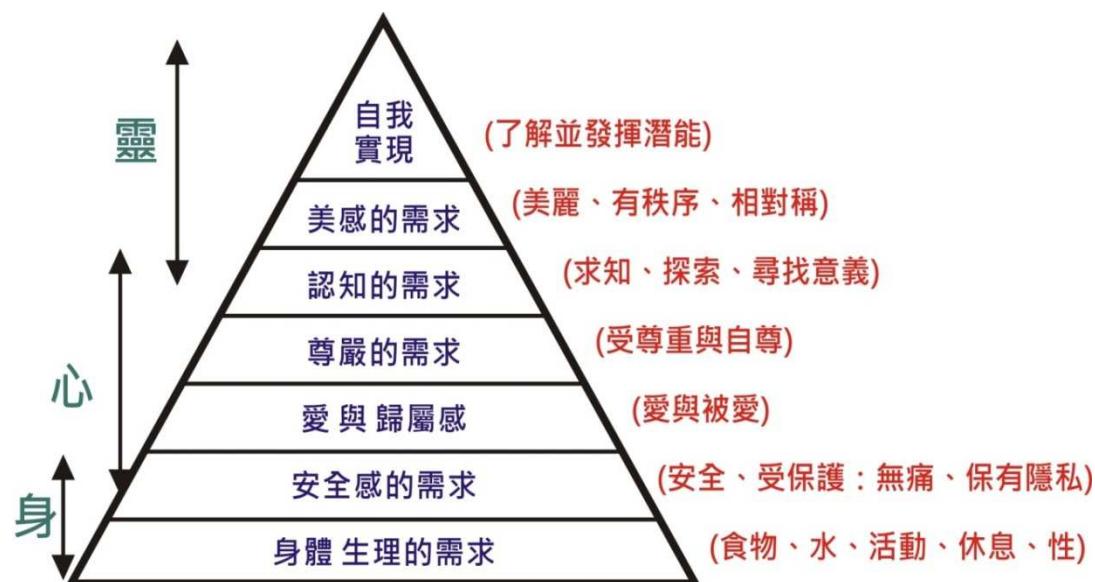 靈
自我
實現
(了解並發揮潛能)
美感的需求
(美麗、有秩序、相對稱)
認知的需求
(求知、探索、尋找意義)
心
尊嚴的需求
(受尊重與自尊)
愛 與 歸屬感
(愛與被愛)
身
安全感的需求
(安全、受保護：無痛、保有隱私)
身體 生理的需求
(食物、水、活動、休息、性)